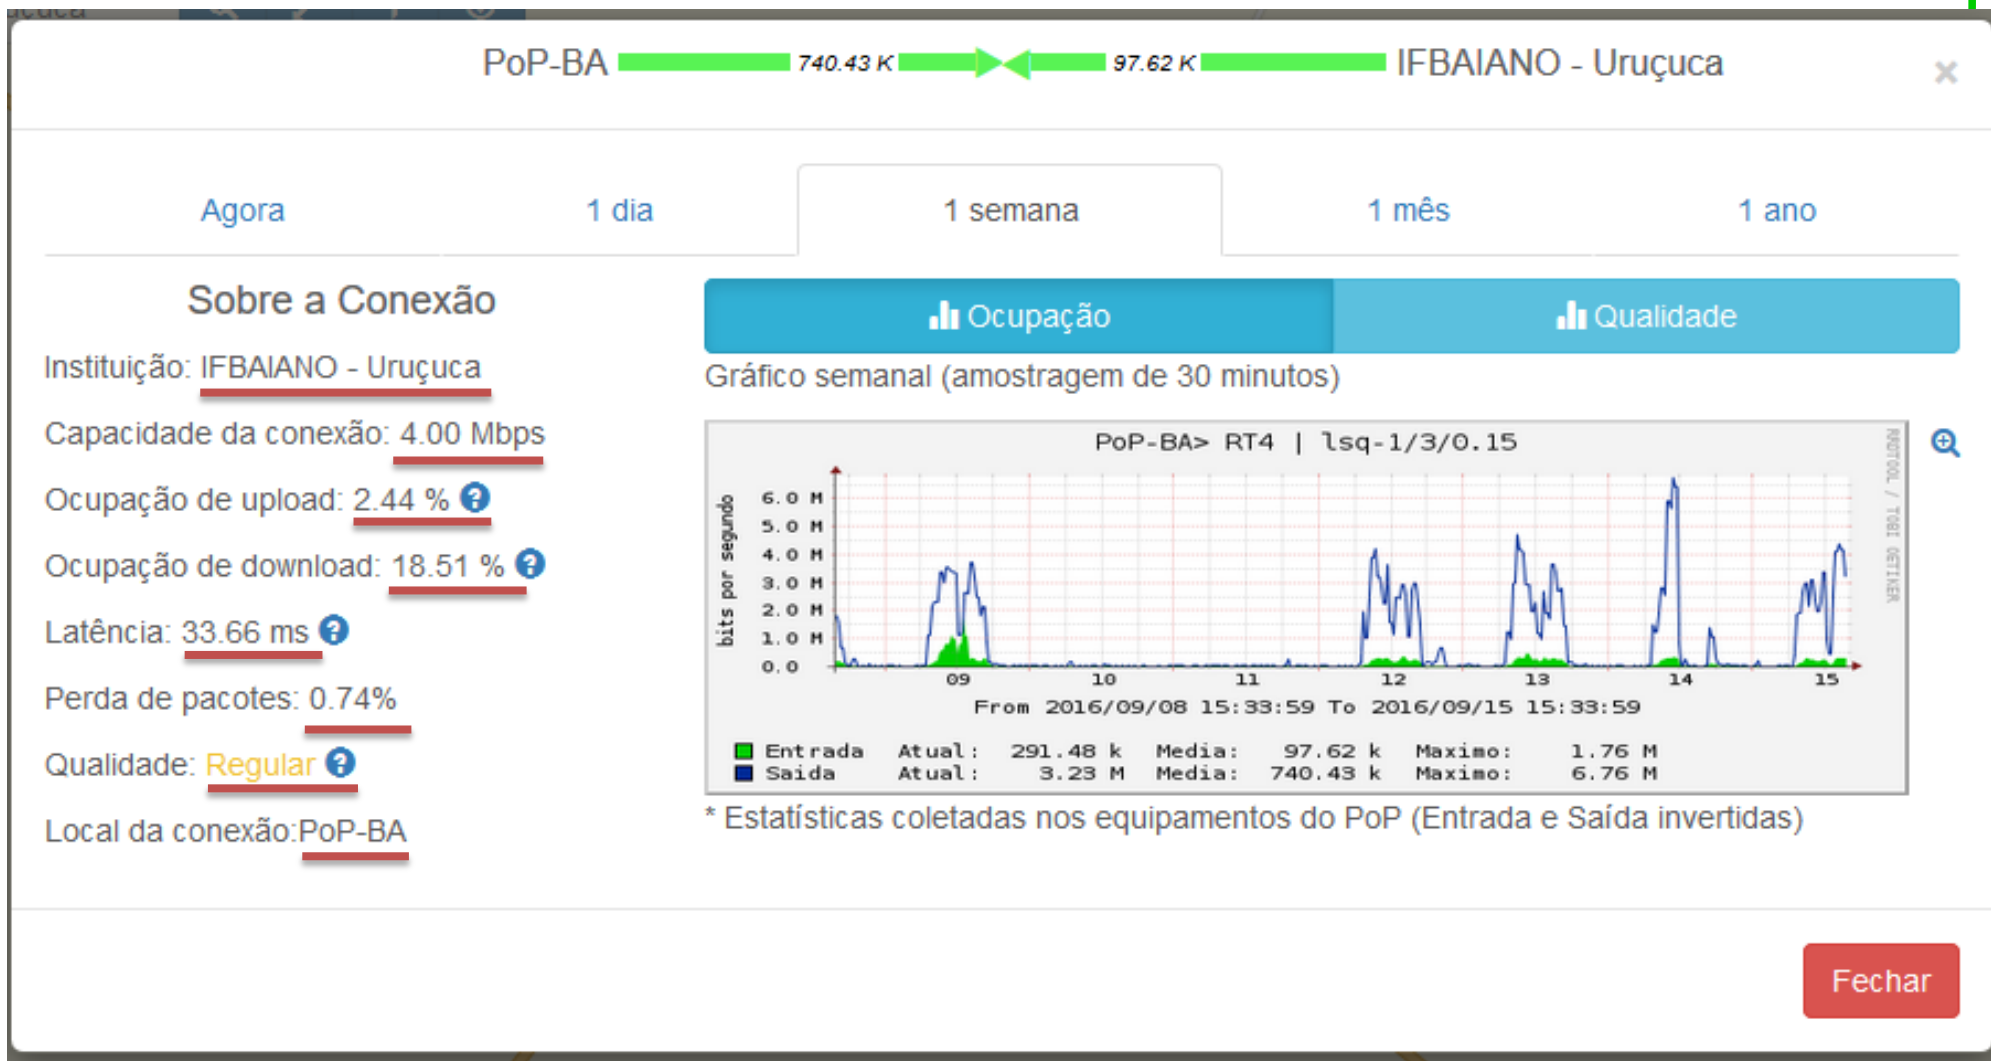 uçuca
PoP-BA 740.43 K 97.62 K IFBAIANO - Uruçuca ×
Agora 1 dia 1 semana 1 mês 1 ano
Sobre a Conexão
Instituição: IFBAIANO - Uruçuca
Capacidade da conexão: 4.00 Mbps
Ocupação de upload: 2.44 % ?
Ocupação de download: 18.51 % ?
Latência: 33.66 ms ?
Perda de pacotes: 0.74%
Qualidade: Regular ?
Local da conexão:PoP-BA
Ocupação Qualidade
Gráfico semanal (amostragem de 30 minutos)
PoP-BA> RT4 | lsq-1/3/0.15
RRDTOOL / TOBI OETIKER
bits por segundo
6.0 M
5.0 M
4.0 M
3.0 M
2.0 M
1.0 M
0.0
09 10 11 12 13 14 15
From 2016/09/08 15:33:59 To 2016/09/15 15:33:59
Entrada Atual: 291.48 k Media: 97.62 k Maximo: 1.76 M
Saida Atual: 3.23 M Media: 740.43 k Maximo: 6.76 M
* Estatísticas coletadas nos equipamentos do PoP (Entrada e Saída invertidas)
Fechar